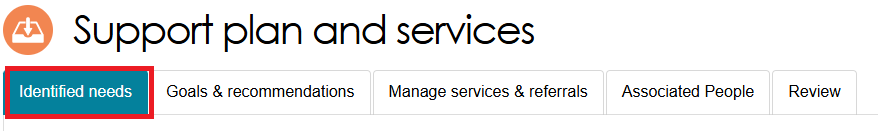 Support plan and services
Identified needs Goals & recommendations Manage services & referrals Associated People Review